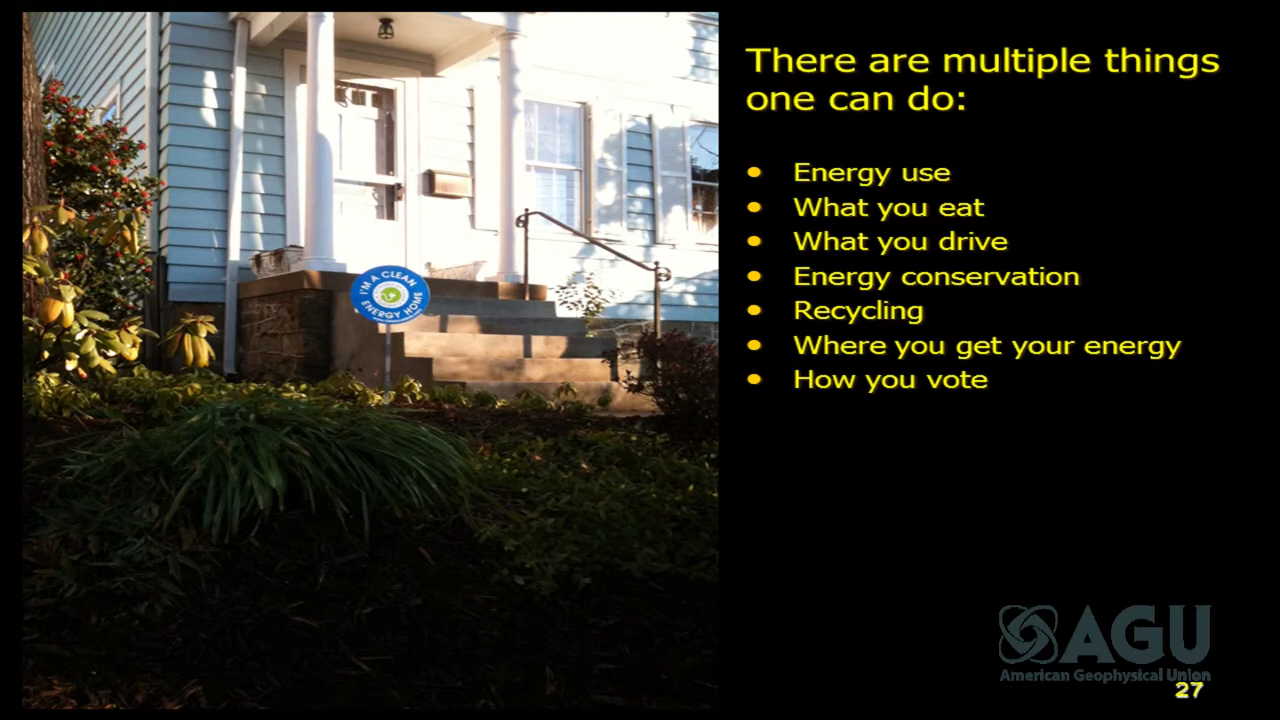 There are multiple things
one can do:
• Energy use
• What you eat
• What you drive
• Energy conservation
• Recycling
• Where you get your energy
• How you vote
I'M A CLEAN
ENERGY HOME
AGU
American Geophysical Union
27